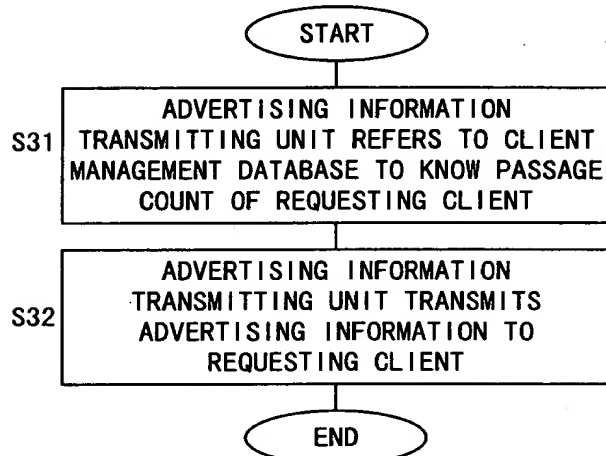 START
S31
ADVERTISING INFORMATION
TRANSMITTING UNIT REFERS TO CLIENT
MANAGEMENT DATABASE TO KNOW PASSAGE
COUNT OF REQUESTING CLIENT
S32
ADVERTISING INFORMATION
TRANSMITTING UNIT TRANSMITS
ADVERTISING INFORMATION TO
REQUESTING CLIENT
END